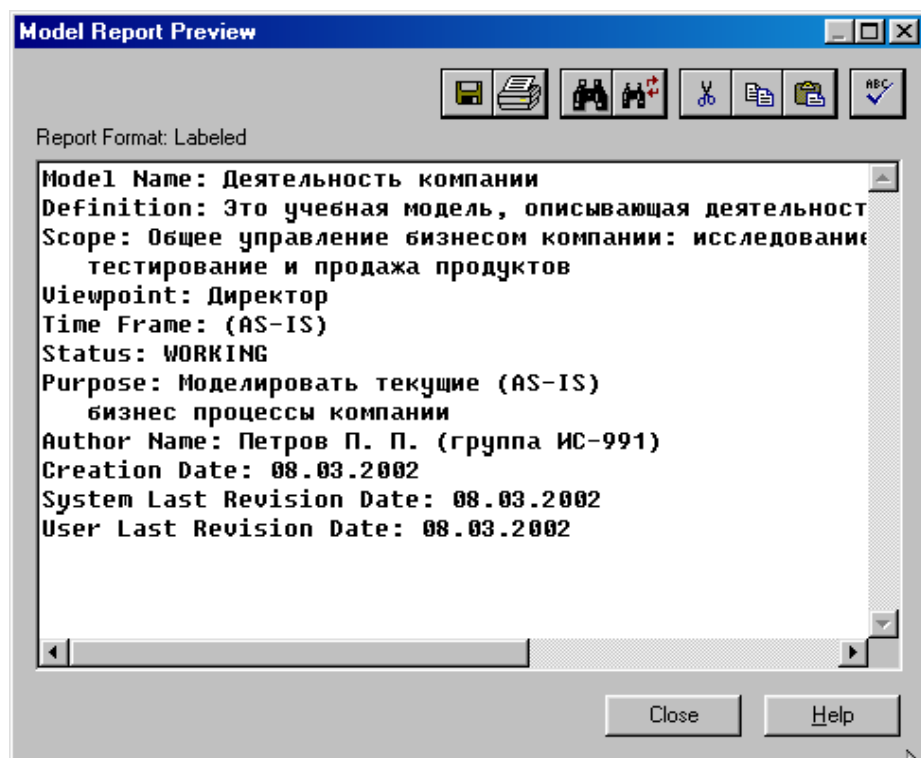 Model Report Preview
ABC
Report Format: Labeled
Model Name: Деятельность компании
Definition: Это учебная модель, описывающая деятельност
Scope: Общее управление бизнесом компании: исследование
тестирование и продажа продуктов
Viewpoint: Директор
Time Frame: (AS-IS)
Status: WORKING
Purpose: Моделировать текущие (AS-IS)
бизнес процессы компании
Author Name: Петров П. П. (группа ИС-991)
Creation Date: 08.03.2002
System Last Revision Date: 08.03.2002
User Last Revision Date: 08.03.2002
Close Help